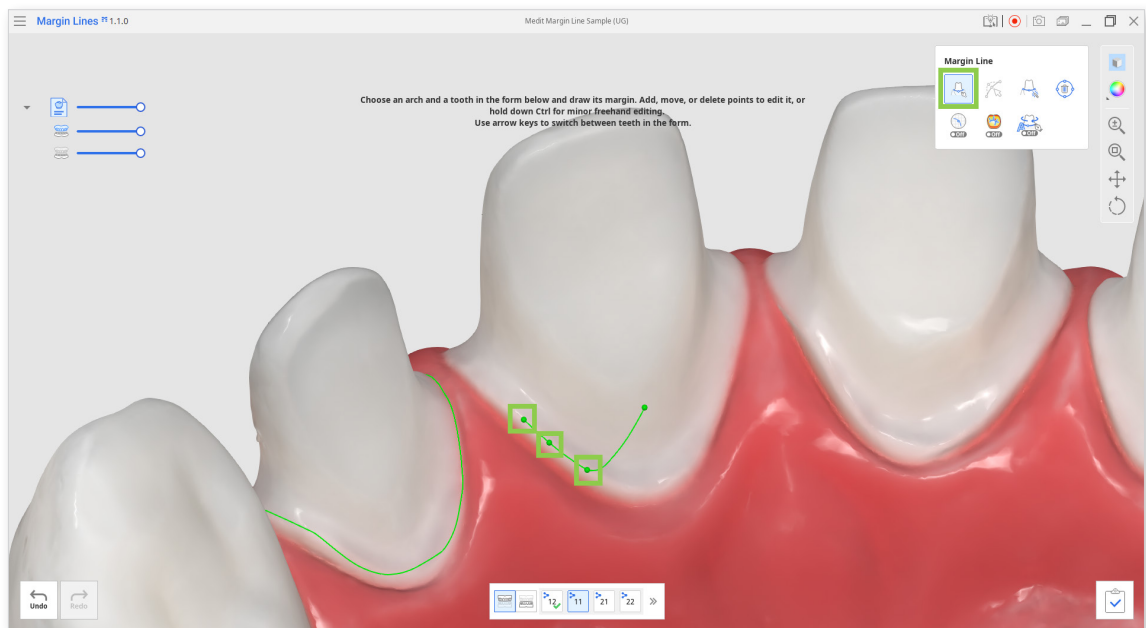 Margin Lines 1.1.0
Medit Margin Line Sample (UG)
Margin Line
Choose an arch and a tooth in the form below and draw its margin. Add, move, or delete points to edit it, or
hold down Ctrl for minor freehand editing.
Use arrow keys to switch between teeth in the form.
Off Off Off
Undo Redo
12 11 21 22